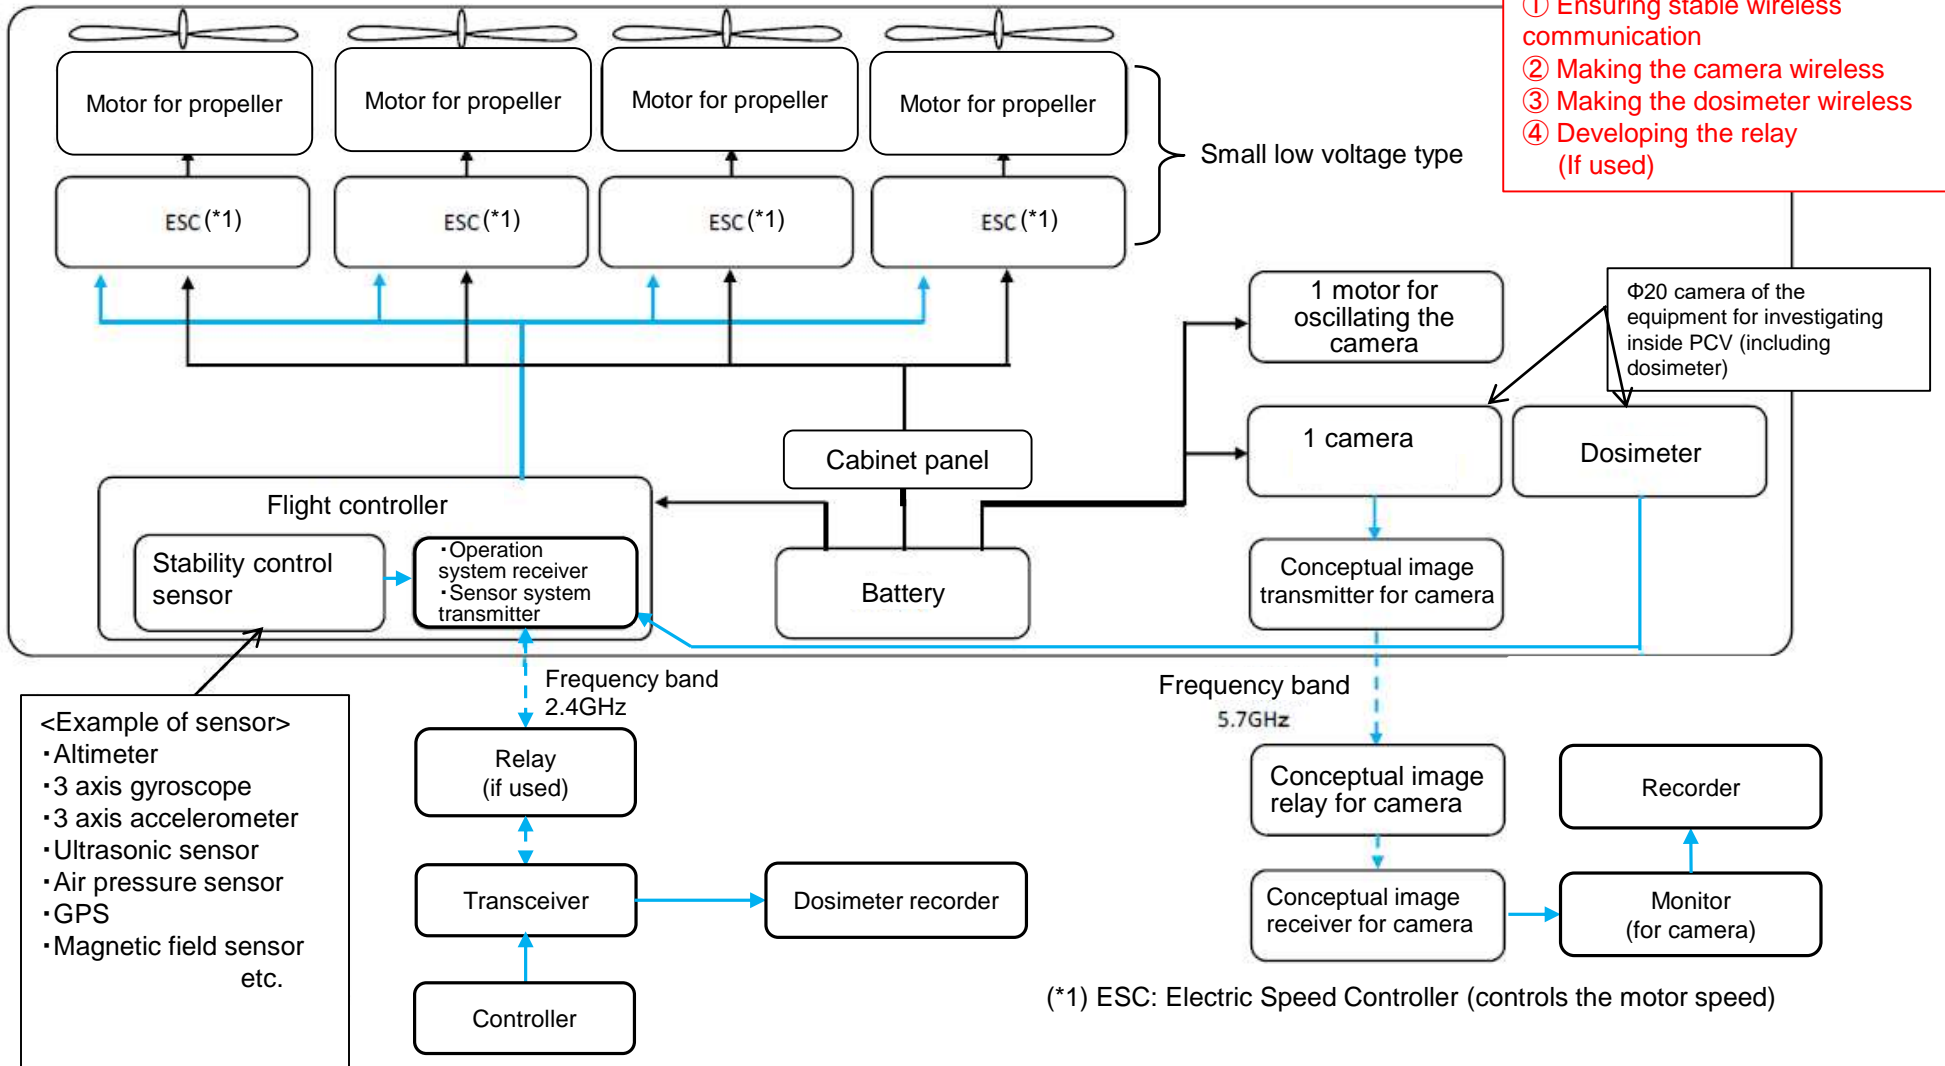 ① Ensuring stable wireless
communication
② Making the camera wireless
③ Making the dosimeter wireless
④ Developing the relay
(If used)
Motor for propeller
Motor for propeller
Motor for propeller
Motor for propeller
Small low voltage type
ESC(*1)
ESC(*1)
ESC(*1)
ESC(*1)
1 motor for
oscillating the
camera
Φ20 camera of the
equipment for investigating
inside PCV (including
dosimeter)
1 camera
Dosimeter
Cabinet panel
Flight controller
Stability control
sensor
・Operation
system receiver
・Sensor system
transmitter
Battery
Conceptual image
transmitter for camera
Frequency band
2.4GHz
Frequency band
5.7GHz
<Example of sensor>
・Altimeter
・3 axis gyroscope
・3 axis accelerometer
・Ultrasonic sensor
・Air pressure sensor
・GPS
・Magnetic field sensor
etc.
Relay
(if used)
Conceptual image
relay for camera
Recorder
Transceiver
Dosimeter recorder
Conceptual image
receiver for camera
Monitor
(for camera)
Controller
(*1) ESC: Electric Speed Controller (controls the motor speed)